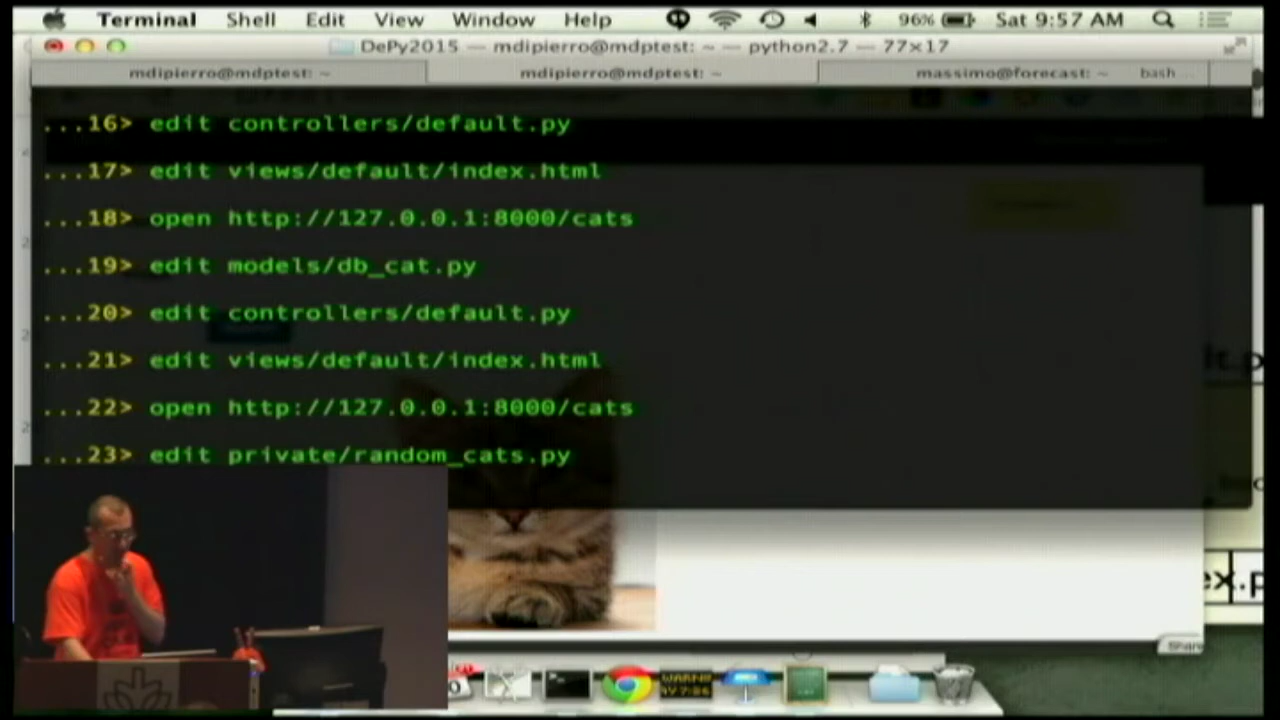 Terminal Shell Edit View Window Help 96% Sat 9:57 AM
DePy2015 — mdipierro@mdptest: ~ — python2.7 — 77×17
mdipierro@mdptest: ~ mdipierro@mdptest: ~ massimo@forecast: ~ bash
...16> edit controllers/default.py
...17> edit views/default/index.html
...18> open http://127.0.0.1:8000/cats
...19> edit models/db_cat.py
...20> edit controllers/default.py
...21> edit views/default/index.html
...22> open http://127.0.0.1:8000/cats
...23> edit private/random_cats.py